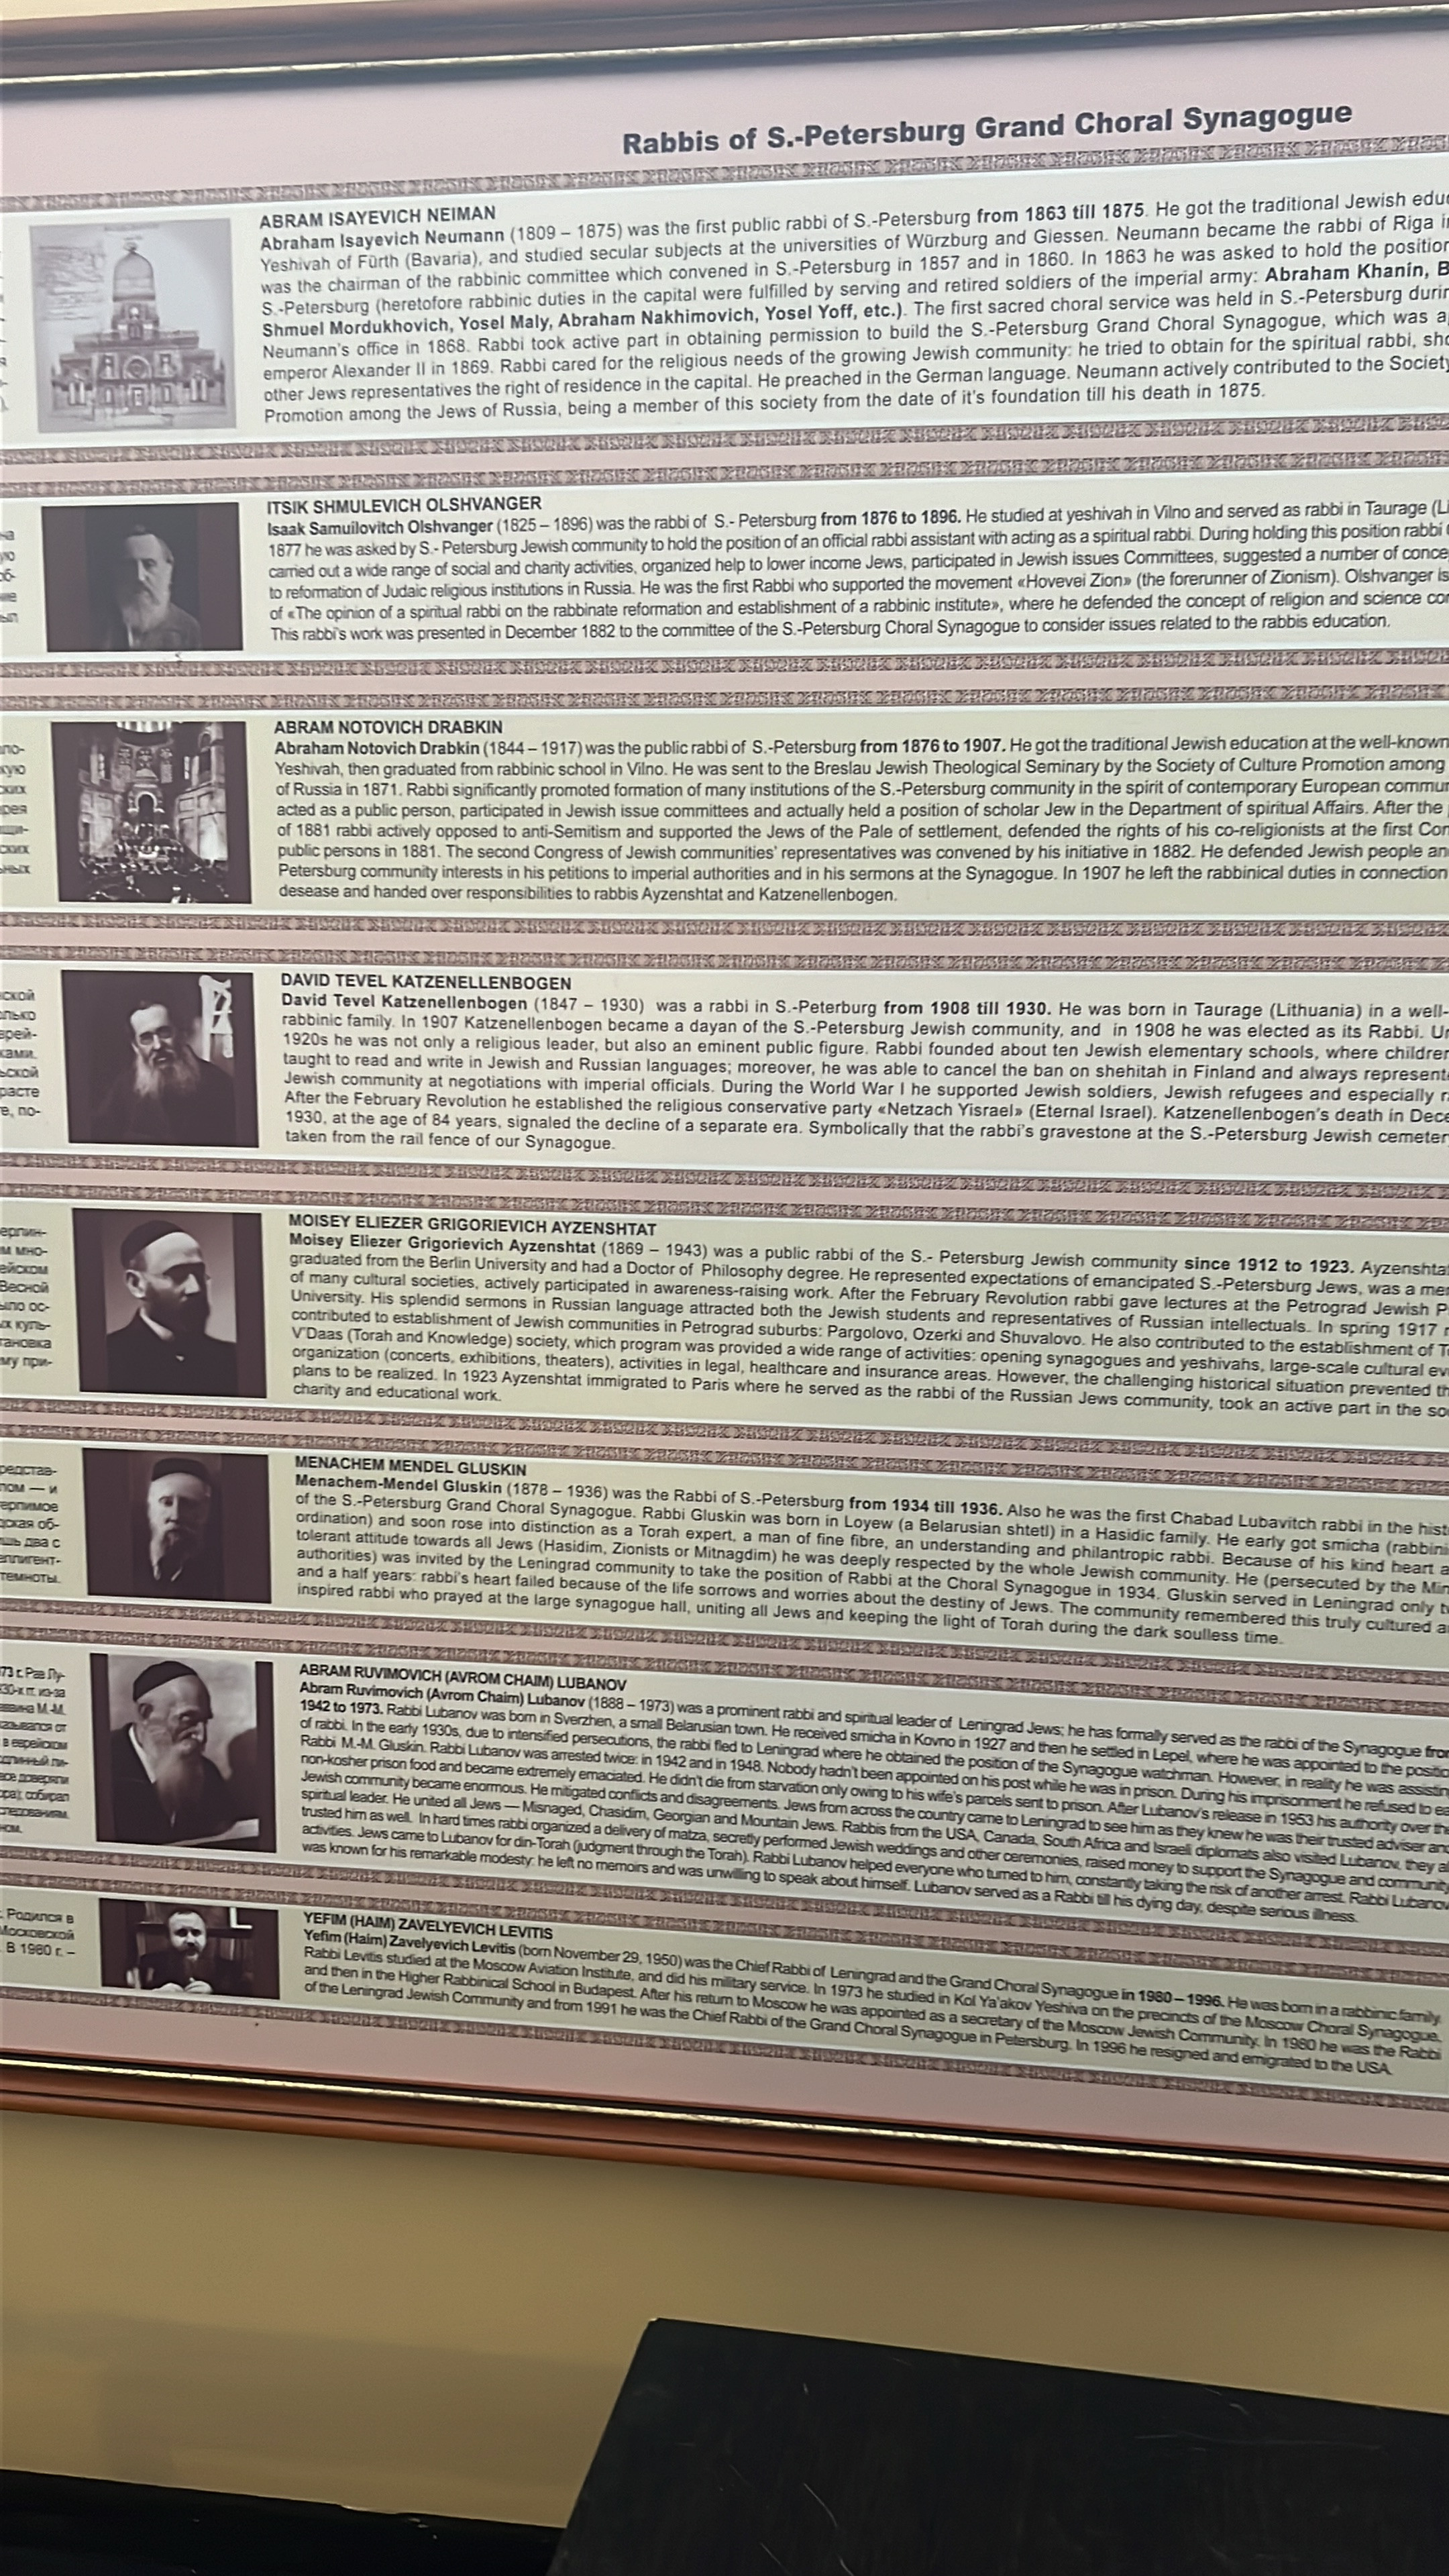 Rabbis of S.-Petersburg Grand Choral Synagogue
ABRAM ISAYEVICH NEIMAN
Abraham Isayevich Neumann (1809 – 1875) was the first public rabbi of S.-Petersburg from 1863 till 1875. He got the traditional Jewish
Yeshivah of Fürth (Bavaria), and studied secular subjects at the universities of Würzburg and Giessen. Neumann became the rabbi of Riga
was the chairman of the rabbinic committee which convened in S.-Petersburg in 1857 and in 1860. In 1863 he was asked to hold the position
S.-Petersburg (heretofore rabbinic duties in the capital were fulfilled by serving and retired soldiers of the imperial army: Abraham Khanin,
Shmuel Mordukhovich, Yosel Maly, Abraham Nakhimovich, Yosel Yoff, etc.). The first sacred choral service was held in S.-Petersburg
Neumann's office in 1868. Rabbi took active part in obtaining permission to build the S.-Petersburg Grand Choral Synagogue, which was
emperor Alexander II in 1869. Rabbi cared for the religious needs of the growing Jewish community: he tried to obtain for the spiritual rabbi,
other Jews representatives the right of residence in the capital. He preached in the German language. Neumann actively contributed to the Society
Promotion among the Jews of Russia, being a member of this society from the date of it's foundation till his death in 1875.
ITSIK SHMULEVICH OLSHVANGER
Isaak Samuilovitch Olshvanger (1825 – 1896) was the rabbi of S.- Petersburg from 1876 to 1896. He studied at yeshivah in Vilno and served as rabbi in Taurage
1877 he was asked by S.- Petersburg Jewish community to hold the position of an official rabbi assistant with acting as a spiritual rabbi. During holding this position rabbi
carried out a wide range of social and charity activities, organized help to lower income Jews, participated in Jewish issues Committees, suggested a number of
to reformation of Judaic religious institutions in Russia. He was the first Rabbi who supported the movement «Hovevei Zion» (the forerunner of Zionism). Olshvanger
of «The opinion of a spiritual rabbi on the rabbinate reformation and establishment of a rabbinic institute», where he defended the concept of religion and science
This rabbi's work was presented in December 1882 to the committee of the S.-Petersburg Choral Synagogue to consider issues related to the rabbis education.
ABRAM NOTOVICH DRABKIN
Abraham Notovich Drabkin (1844 – 1917) was the public rabbi of S.-Petersburg from 1876 to 1907. He got the traditional Jewish education at the well-known
Yeshivah, then graduated from rabbinic school in Vilno. He was sent to the Breslau Jewish Theological Seminary by the Society of Culture Promotion among
of Russia in 1871. Rabbi significantly promoted formation of many institutions of the S.-Petersburg community in the spirit of contemporary European
acted as a public person, participated in Jewish issue committees and actually held a position of scholar Jew in the Department of spiritual Affairs. After the
of 1881 rabbi actively opposed to anti-Semitism and supported the Jews of the Pale of settlement, defended the rights of his co-religionists at the first
public persons in 1881. The second Congress of Jewish communities' representatives was convened by his initiative in 1882. He defended Jewish people
Petersburg community interests in his petitions to imperial authorities and in his sermons at the Synagogue. In 1907 he left the rabbinical duties in connection
desease and handed over responsibilities to rabbis Ayzenshtat and Katzenellenbogen.
DAVID TEVEL KATZENELLENBOGEN
David Tevel Katzenellenbogen (1847 – 1930) was a rabbi in S.-Peterburg from 1908 till 1930. He was born in Taurage (Lithuania) in a well-
rabbinic family. In 1907 Katzenellenbogen became a dayan of the S.-Petersburg Jewish community, and in 1908 he was elected as its Rabbi.
1920s he was not only a religious leader, but also an eminent public figure. Rabbi founded about ten Jewish elementary schools, where children
taught to read and write in Jewish and Russian languages; moreover, he was able to cancel the ban on shehitah in Finland and always
Jewish community at negotiations with imperial officials. During the World War I he supported Jewish soldiers, Jewish refugees and especially
After the February Revolution he established the religious conservative party «Netzach Yisrael» (Eternal Israel). Katzenellenbogen's death in
1930, at the age of 84 years, signaled the decline of a separate era. Symbolically that the rabbi's gravestone at the S.-Petersburg Jewish
taken from the rail fence of our Synagogue.
MOISEY ELIEZER GRIGORIEVICH AYZENSHTAT
Moisey Eliezer Grigorievich Ayzenshtat (1869 – 1943) was a public rabbi of the S.- Petersburg Jewish community since 1912 to 1923.
graduated from the Berlin University and had a Doctor of Philosophy degree. He represented expectations of emancipated S.-Petersburg Jews, was a
of many cultural societies, actively participated in awareness-raising work. After the February Revolution rabbi gave lectures at the Petrograd Jewish
University. His splendid sermons in Russian language attracted both the Jewish students and representatives of Russian intellectuals. In spring 1917
contributed to establishment of Jewish communities in Petrograd suburbs: Pargolovo, Ozerki and Shuvalovo. He also contributed to the establishment of
V'Daas (Torah and Knowledge) society, which program was provided a wide range of activities: opening synagogues and yeshivahs, large-scale cultural
organization (concerts, exhibitions, theaters), activities in legal, healthcare and insurance areas. However, the challenging historical situation prevented
plans to be realized. In 1923 Ayzenshtat immigrated to Paris where he served as the rabbi of the Russian Jews community, took an active part in the
charity and educational work.
MENACHEM MENDEL GLUSKIN
Menachem-Mendel Gluskin (1878 – 1936) was the Rabbi of S.-Petersburg from 1934 till 1936. Also he was the first Chabad Lubavitch rabbi in the
of the S.-Petersburg Grand Choral Synagogue. Rabbi Gluskin was born in Loyew (a Belarusian shtetl) in a Hasidic family. He early got smicha
ordination) and soon rose into distinction as a Torah expert, a man of fine fibre, an understanding and philantropic rabbi. Because of his kind heart
tolerant attitude towards all Jews (Hasidim, Zionists or Mitnagdim) he was deeply respected by the whole Jewish community. He (persecuted by the
authorities) was invited by the Leningrad community to take the position of Rabbi at the Choral Synagogue in 1934. Gluskin served in Leningrad only
and a half years: rabbi's heart failed because of the life sorrows and worries about the destiny of Jews. The community remembered this truly cultured
inspired rabbi who prayed at the large synagogue hall, uniting all Jews and keeping the light of Torah during the dark soulless time.
ABRAM RUVIMOVICH (AVROM CHAIM) LUBANOV
Abram Ruvimovich (Avrom Chaim) Lubanov (1888 – 1973) was a prominent rabbi and spiritual leader of Leningrad Jews; he has formally served as the rabbi of the Synagogue from
1942 to 1973. Rabbi Lubanov was born in Sverzhen, a small Belarusian town. He received smicha in Kovno in 1927 and then he settled in Lepel, where he was appointed to the
of rabbi. In the early 1930s, due to intensified persecutions, the rabbi fled to Leningrad where he obtained the position of the Synagogue watchman. However, in reality he was
Rabbi M.-M. Gluskin. Rabbi Lubanov was arrested twice: in 1942 and in 1948. Nobody hadn't been appointed on his post while he was in prison. During his imprisonment he refused to
non-kosher prison food and became extremely emaciated. He didn't die from starvation only owing to his wife's parcels sent to prison. After Lubanov's release in 1953 his authority over the
Jewish community became enormous. He mitigated conflicts and disagreements. Jews from across the country came to Leningrad to see him as they knew he was their trusted adviser and
spiritual leader. He united all Jews — Misnaged, Chasidim, Georgian and Mountain Jews. Rabbis from the USA, Canada, South Africa and Israeli diplomats also visited Lubanov, they
trusted him as well. In hard times rabbi organized a delivery of matza, secretly performed Jewish weddings and other ceremonies, raised money to support the Synagogue and community
activities. Jews came to Lubanov for din-Torah (judgment through the Torah). Rabbi Lubanov helped everyone who turned to him, constantly taking the risk of another arrest. Rabbi Lubanov
was known for his remarkable modesty: he left no memoirs and was unwilling to speak about himself. Lubanov served as a Rabbi till his dying day, despite serious illness.
Родился в
Московской
В 1980 г. –
YEFIM (HAIM) ZAVELYEVICH LEVITIS
Yefim (Haim) Zavelyevich Levitis (born November 29, 1950) was the Chief Rabbi of Leningrad and the Grand Choral Synagogue in 1980 – 1996. He was born in a rabbinic family.
Rabbi Levitis studied at the Moscow Aviation Institute, and did his military service. In 1973 he studied in Kol Ya'akov Yeshiva on the precincts of the Moscow Choral Synagogue,
and then in the Higher Rabbinical School in Budapest. After his return to Moscow he was appointed as a secretary of the Moscow Jewish Community. In 1980 he was the Rabbi
of the Leningrad Jewish Community and from 1991 he was the Chief Rabbi of the Grand Choral Synagogue in Petersburg. In 1996 he resigned and emigrated to the USA.